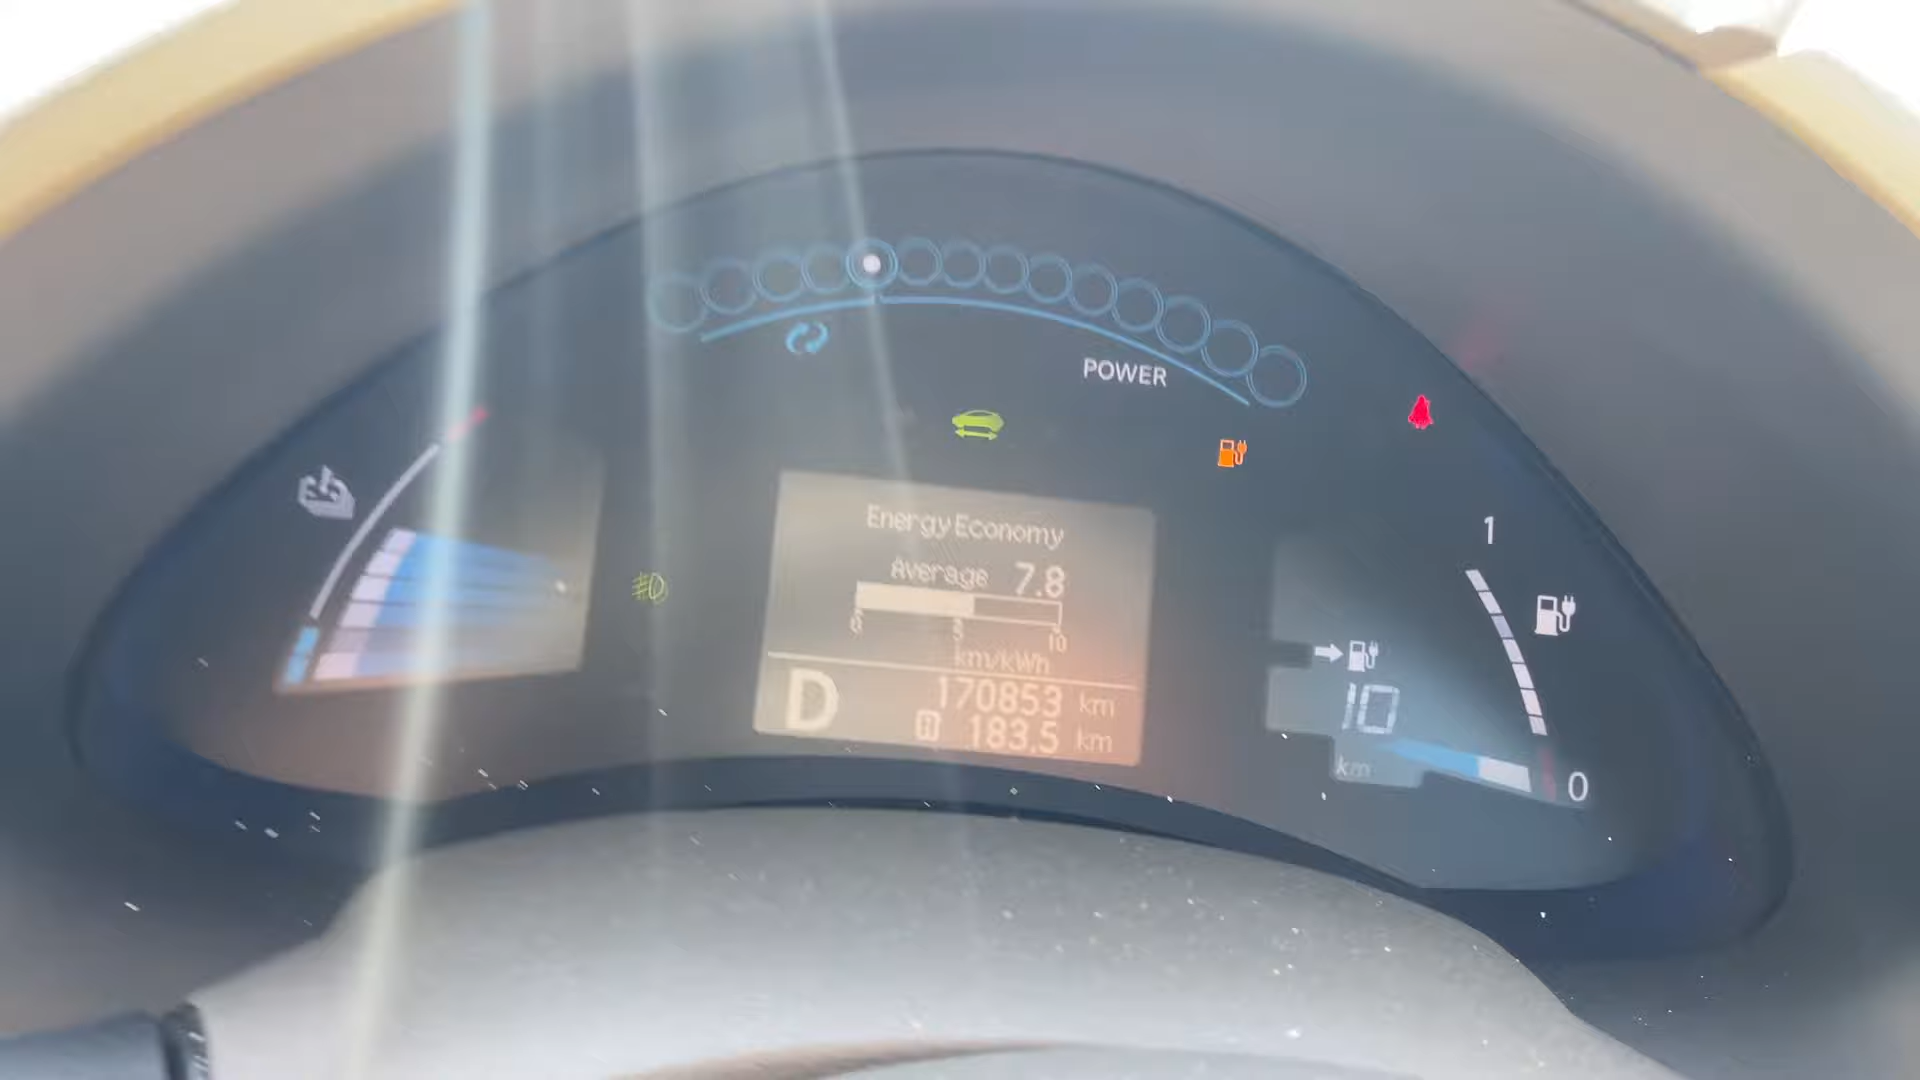 POWER
Energy Economy
Average 7.8
0 5 10
km/kWh
D
170853 km
183.5 km
1
10
km
0